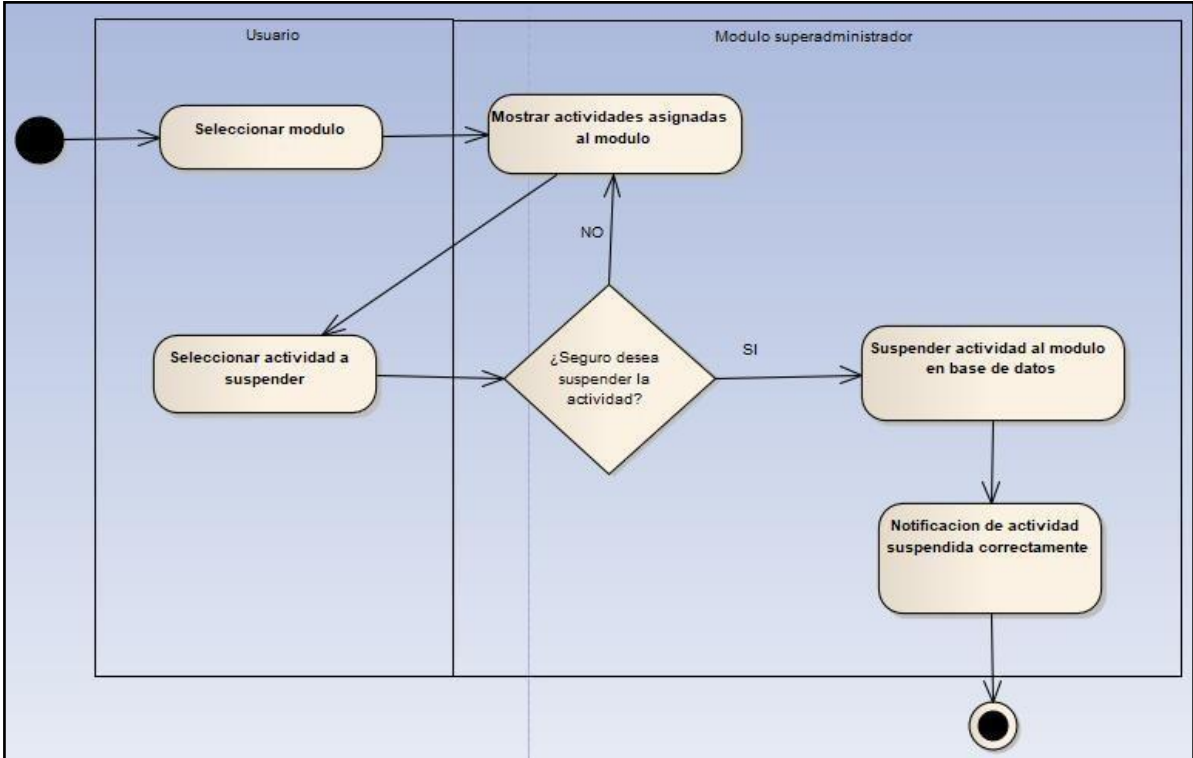 Usuario
Modulo superadministrador
Seleccionar modulo
Mostrar actividades asignadas
al modulo
NO
Seleccionar actividad a
suspender
¿Seguro desea
suspender la
actividad?
SI
Suspender actividad al modulo
en base de datos
Notificacion de actividad
suspendida correctamente